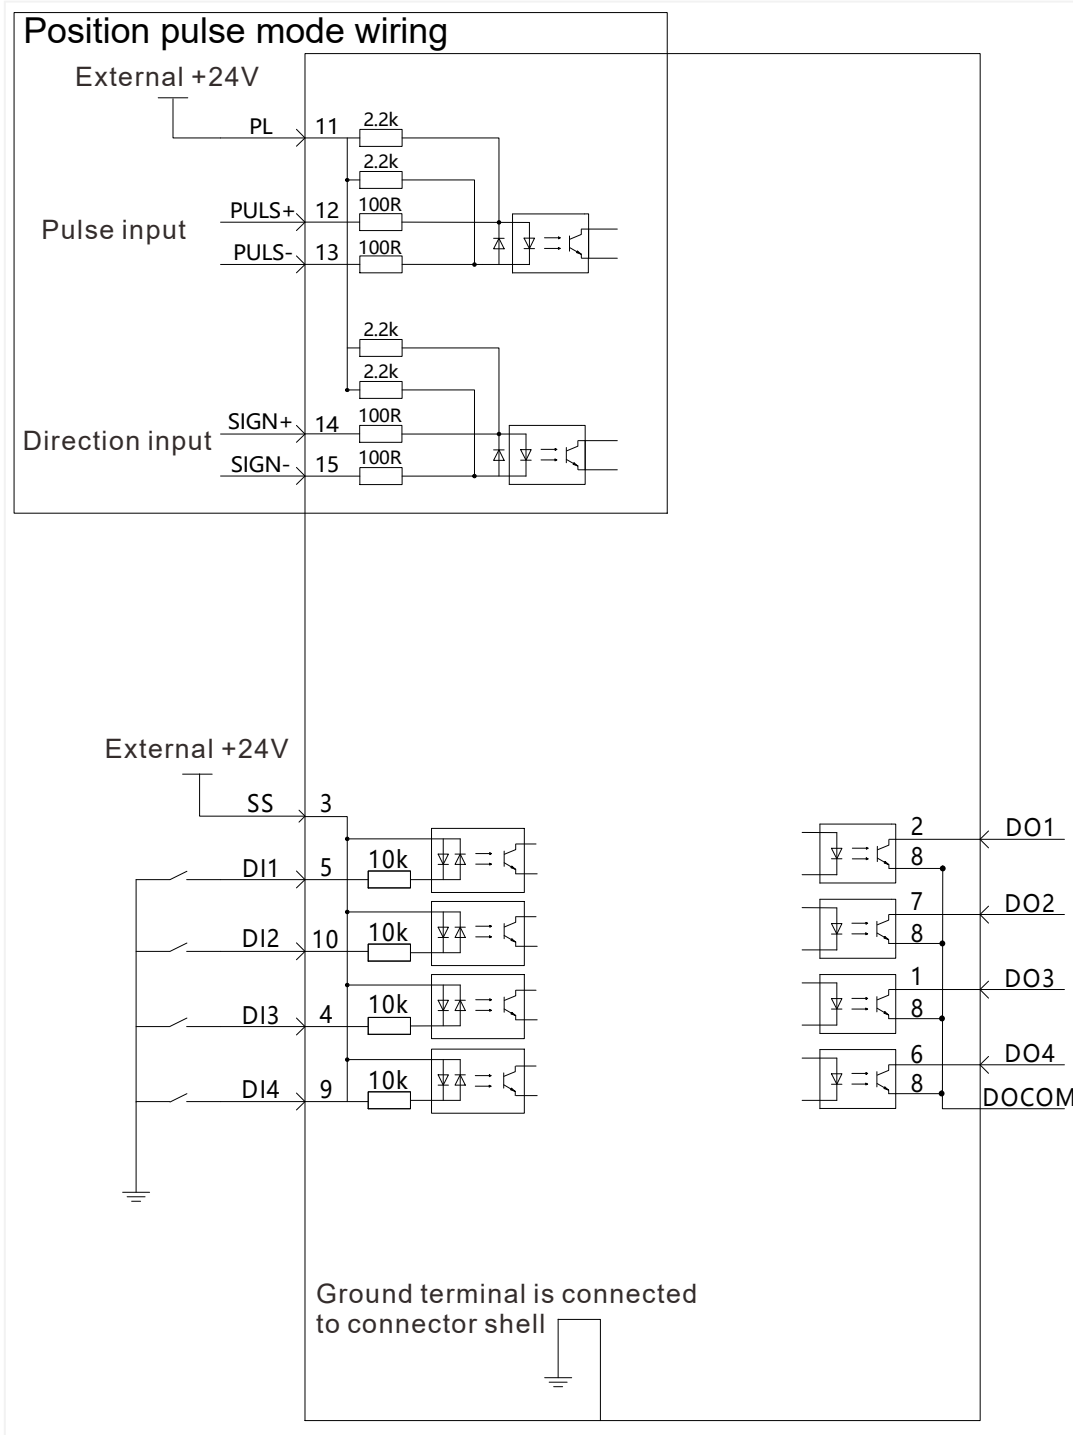 Position pulse mode wiring
External +24V
PL 11 2.2k
2.2k
PULS+ 12 100R
Pulse input
PULS- 13 100R
2.2k
2.2k
SIGN+ 14 100R
Direction input
SIGN- 15 100R
External +24V
SS 3
DI1 5 10k
DI2 10 10k
DI3 4 10k
DI4 9 10k
2 DO1
8
7 DO2
8
1 DO3
8
6 DO4
8
DOCOM
Ground terminal is connected
to connector shell